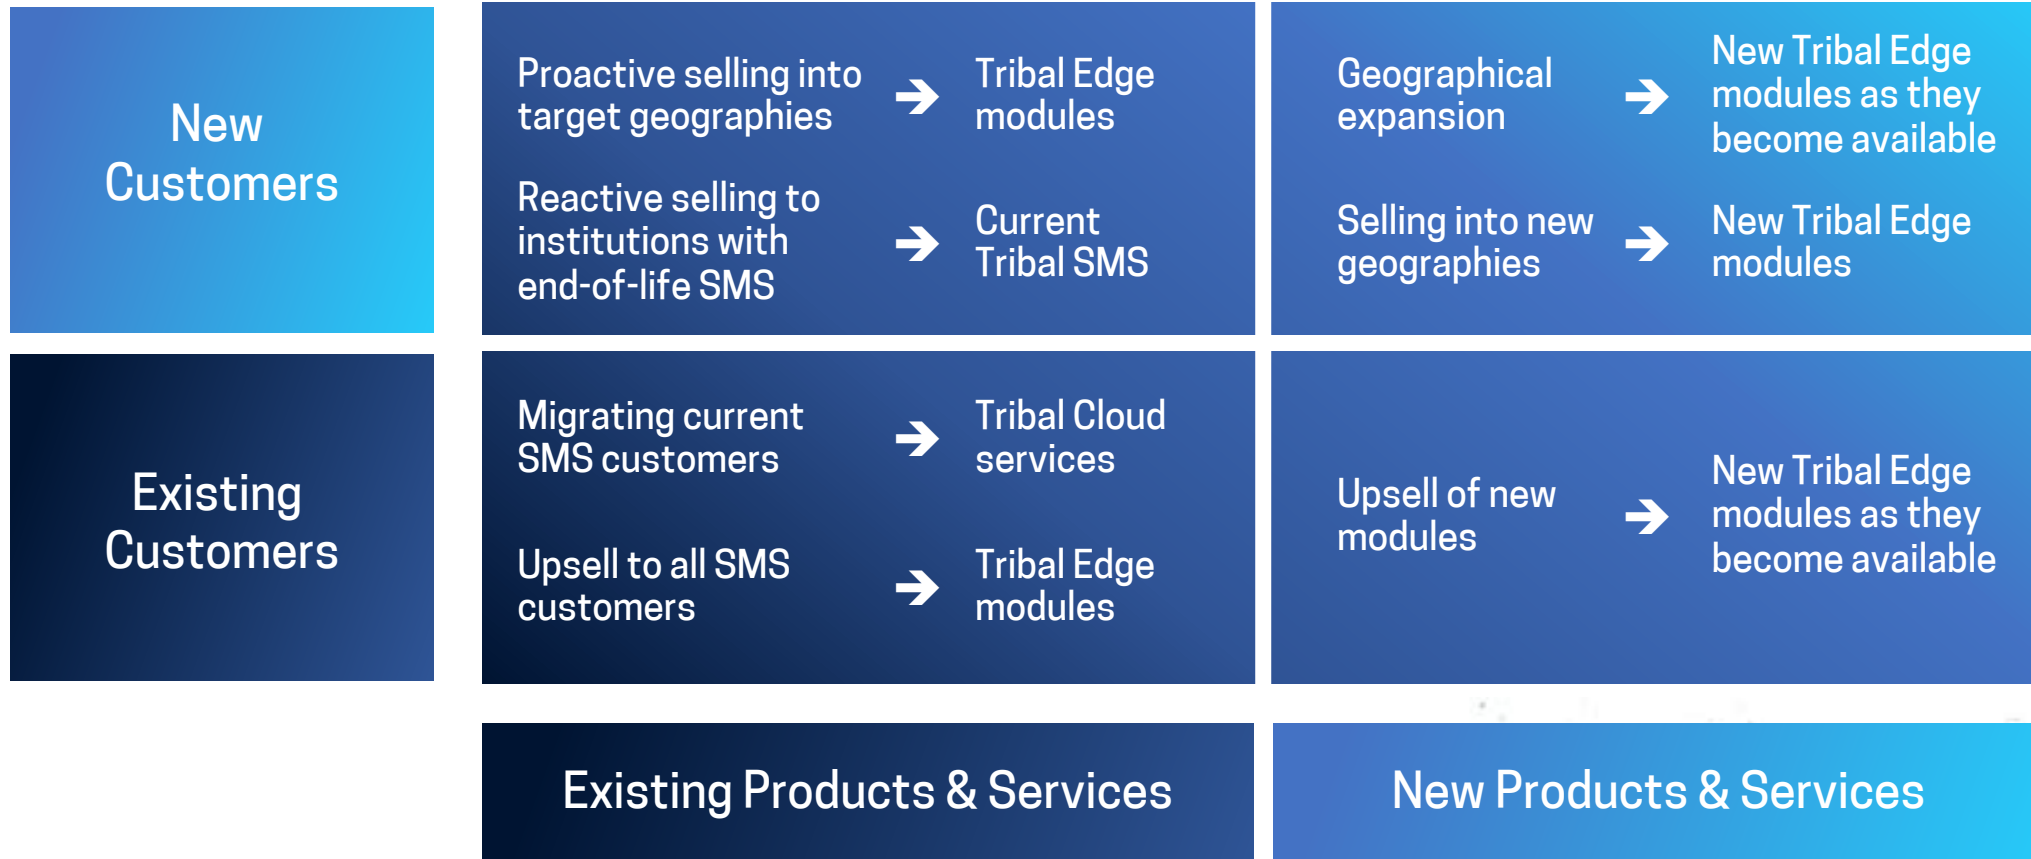 New
Customers
Proactive selling into
target geographies
➔
Tribal Edge
modules
Reactive selling to
institutions with
end-of-life SMS
➔
Current
Tribal SMS
Geographical
expansion
➔
New Tribal Edge
modules as they
become available
Selling into new
geographies
➔
New Tribal Edge
modules
Existing
Customers
Migrating current
SMS customers
➔
Tribal Cloud
services
Upsell to all SMS
customers
➔
Tribal Edge
modules
Upsell of new
modules
➔
New Tribal Edge
modules as they
become available
Existing Products & Services
New Products & Services